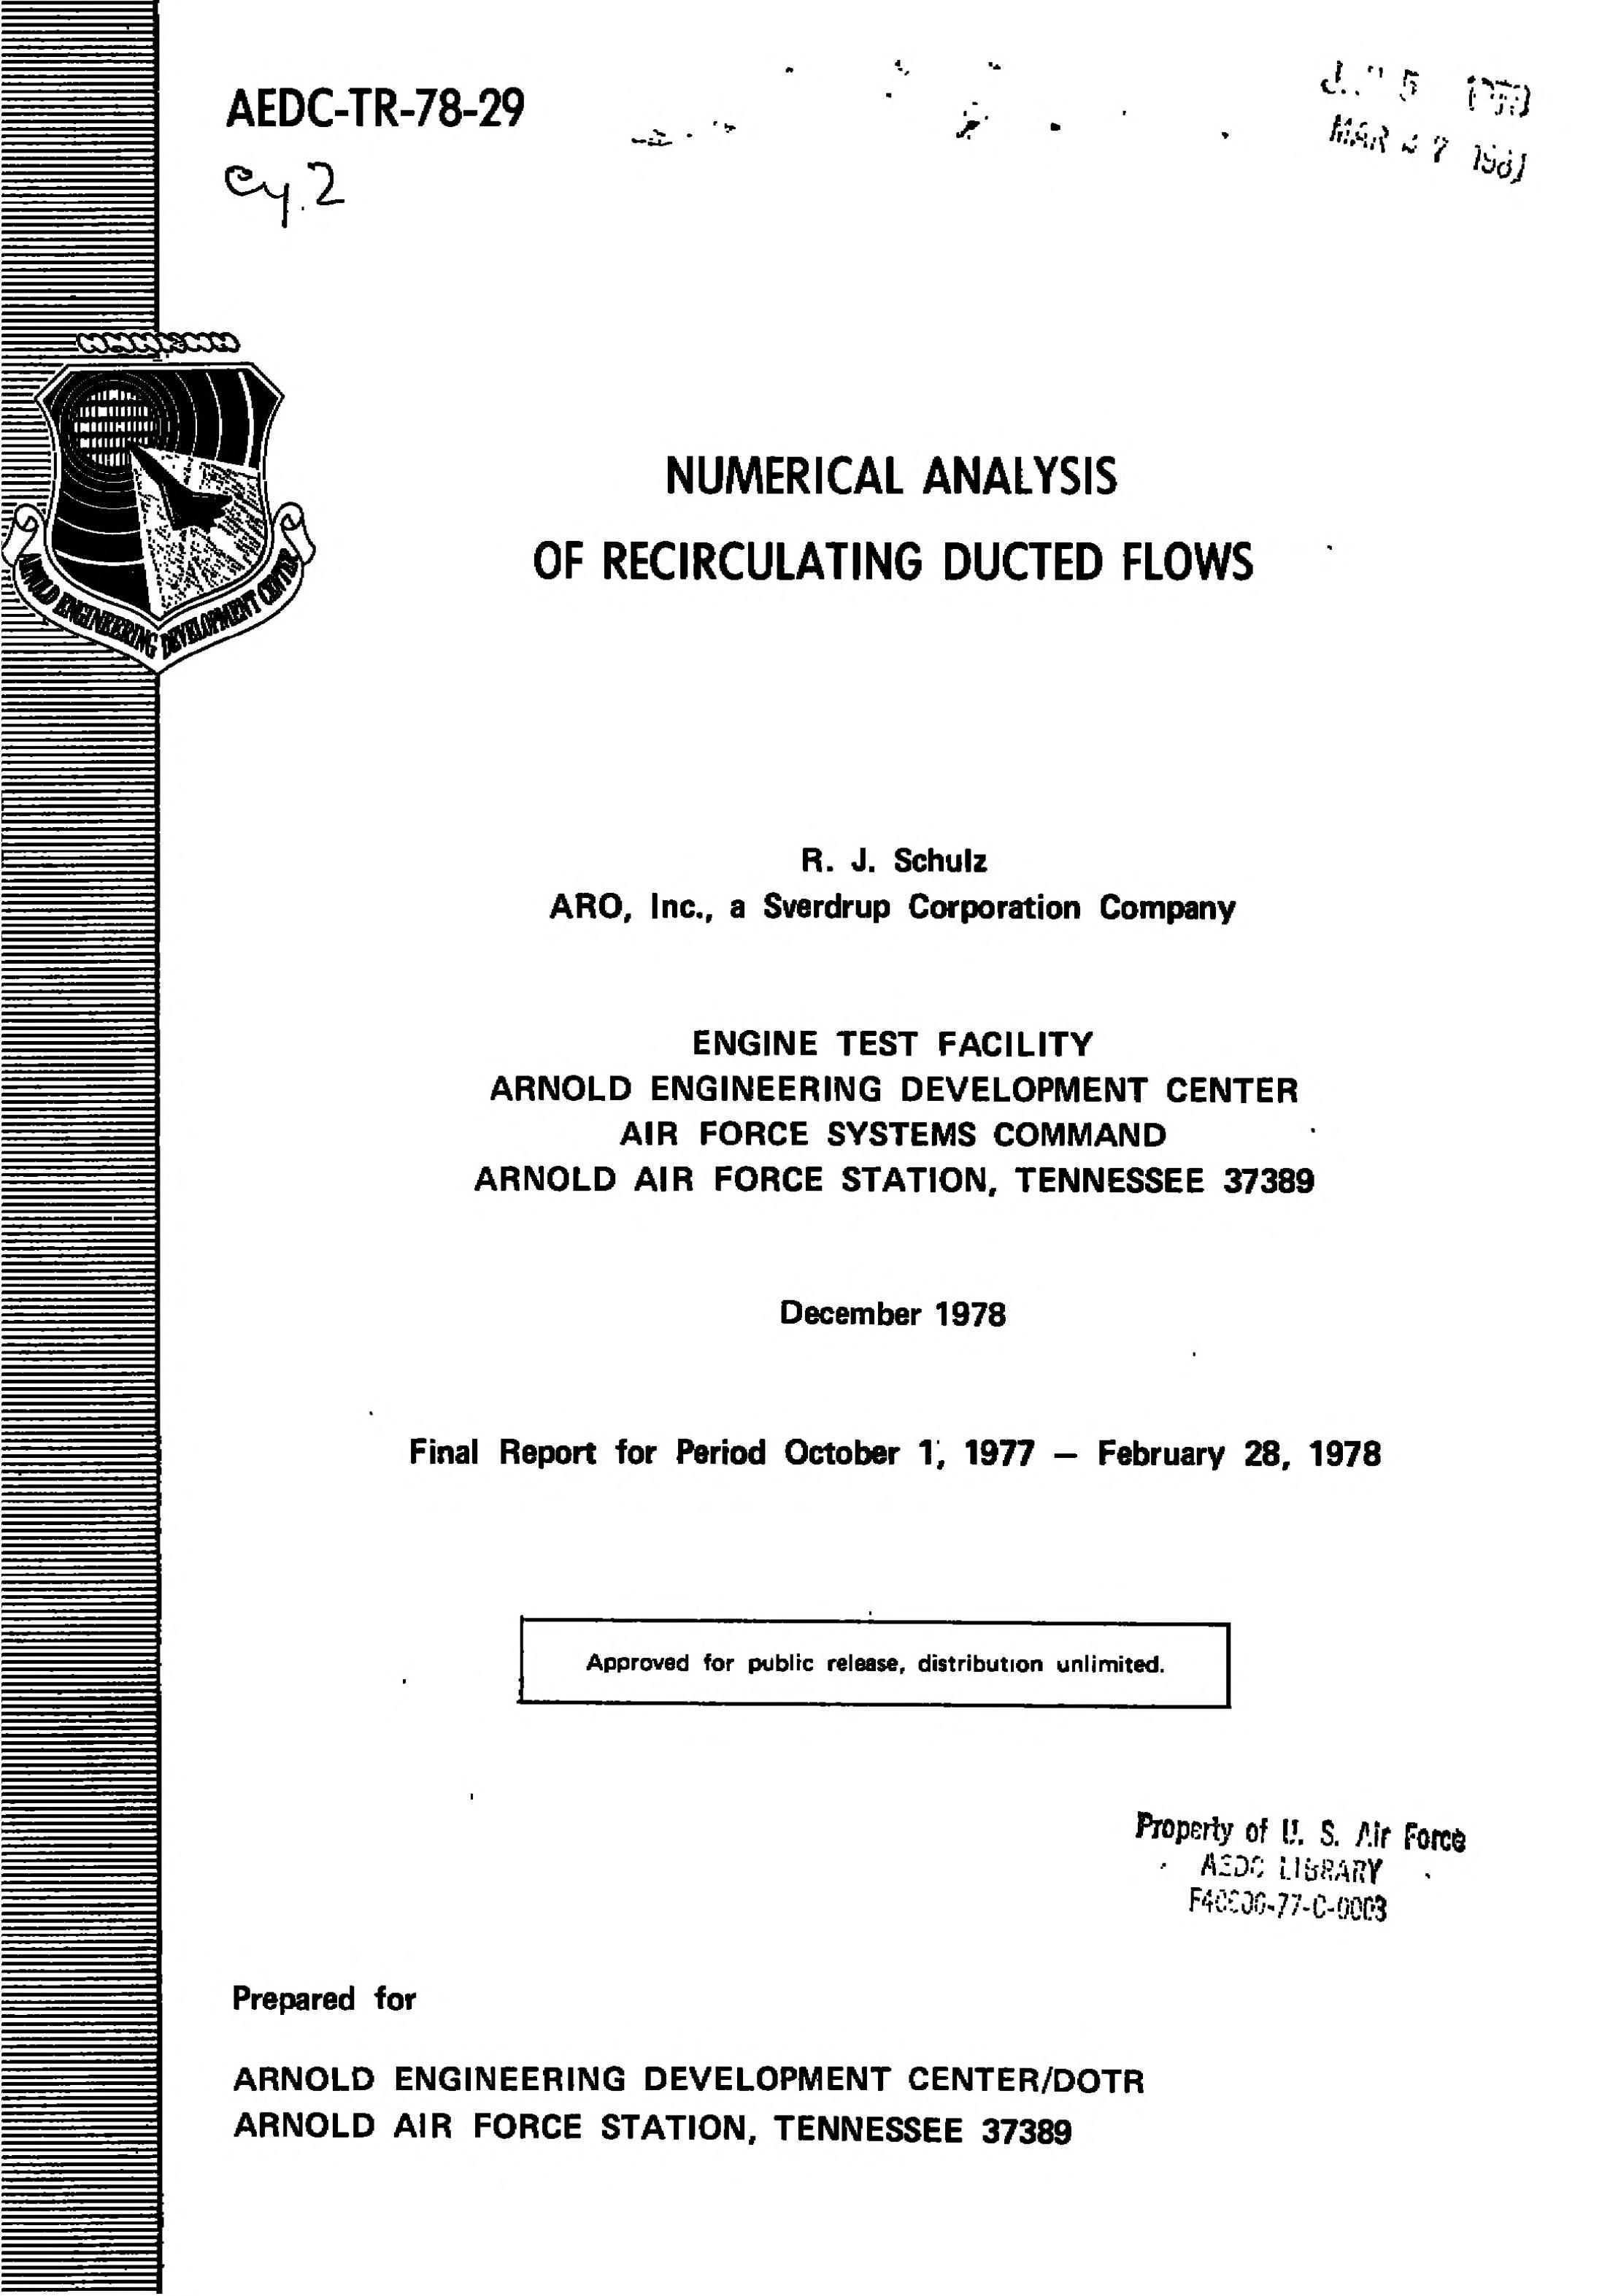 AEDC-TR-78-29
Cy.2
MAR 27 1981
ARNOLD ENGINEERING DEVELOPMENT CENTER
NUMERICAL ANALYSIS
OF RECIRCULATING DUCTED FLOWS
R. J. Schulz
ARO, Inc., a Sverdrup Corporation Company
ENGINE TEST FACILITY
ARNOLD ENGINEERING DEVELOPMENT CENTER
AIR FORCE SYSTEMS COMMAND
ARNOLD AIR FORCE STATION, TENNESSEE 37389
December 1978
Final Report for Period October 1, 1977 — February 28, 1978
Approved for public release, distribution unlimited.
Property of U. S. Air Force
AEDC LIBRARY
F40600-77-C-0003
Prepared for
ARNOLD ENGINEERING DEVELOPMENT CENTER/DOTR
ARNOLD AIR FORCE STATION, TENNESSEE 37389